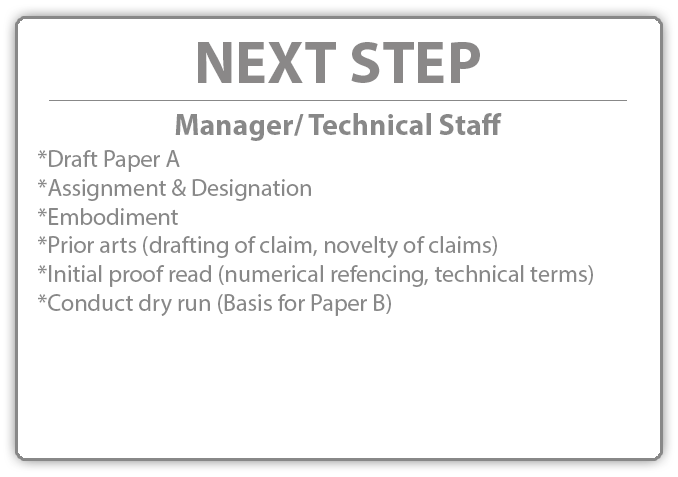 NEXT STEP
Manager/ Technical Staff
*Draft Paper A
*Assignment & Designation
*Embodiment
*Prior arts (drafting of claim, novelty of claims)
*Initial proof read (numerical refencing, technical terms)
*Conduct dry run (Basis for Paper B)